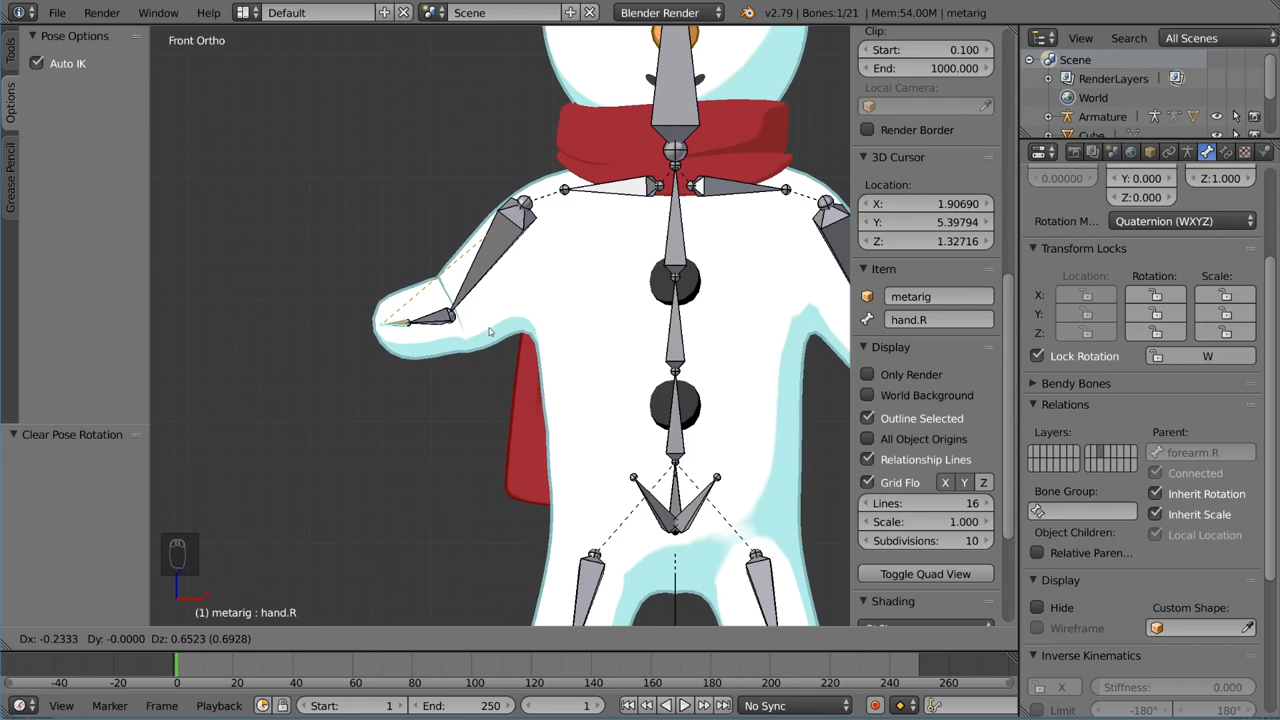 File Render Window Help
Default
Scene
Blender Render
v2.79 | Bones:1/21 | Mem:54.00M | metarig
Tools
Options
Grease Pencil
Pose Options
Auto IK
Clear Pose Rotation
Front Ortho
(1) metarig : hand.R
Clip:
Start: 0.100
End: 1000.000
Local Camera:
Render Border
3D Cursor
Location:
X: 1.90690
Y: 5.39794
Z: 1.32716
Item
metarig
hand.R
Display
Only Render
World Background
Outline Selected
All Object Origins
Relationship Lines
Grid Flo X Y Z
Lines: 16
Scale: 1.000
Subdivisions: 10
Toggle Quad View
Shading
View Search All Scenes
Scene
RenderLayers
World
Armature
Cube
0.00000 Y: 0.000 Z:1.000
Z:0.000
Rotation M... Quaternion (WXYZ)
Transform Locks
Location: Rotation: Scale:
X:
Y:
Z:
Lock Rotation W
Bendy Bones
Relations
Layers: Parent:
forearm.R
Connected
Bone Group: Inherit Rotation
Inherit Scale
Object Children: Local Location
Relative Paren...
Display
Hide Custom Shape:
Wireframe
Inverse Kinematics
X Stiffness: 0.000
Limit -180° 180°
Dx: -0.2333 Dy: -0.0000 Dz: 0.6523 (0.6928)
-40 -20 0 20 40 60 80 100 120 140 160 180 200 220 240 260
View Marker Frame Playback Start: 1 End: 250 1 No Sync